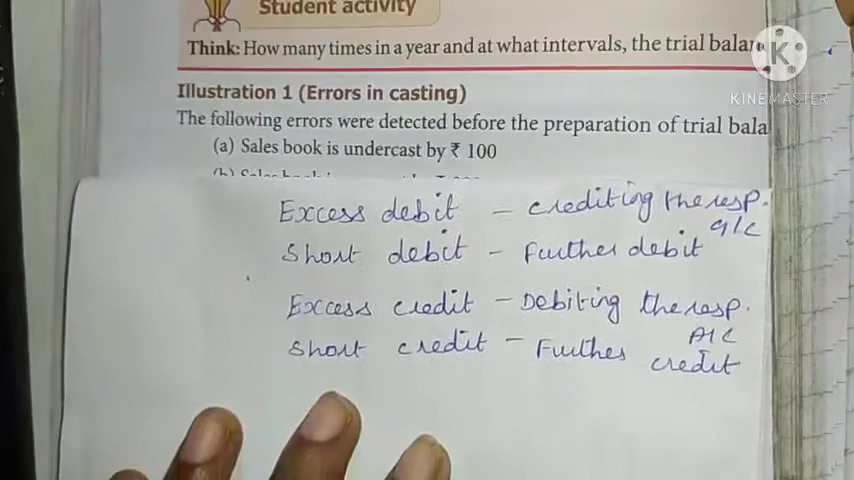 Student activity
Think: How many times in a year and at what intervals, the trial balan
KINEMASTER
Illustration 1 (Errors in casting)
The following errors were detected before the preparation of trial bala
(a) Sales book is undercast by ₹ 100
Excess debit - crediting the resp.
a/c
Short debit - Further debit
Excess credit - Debiting the resp.
A/C
Short credit - Further credit